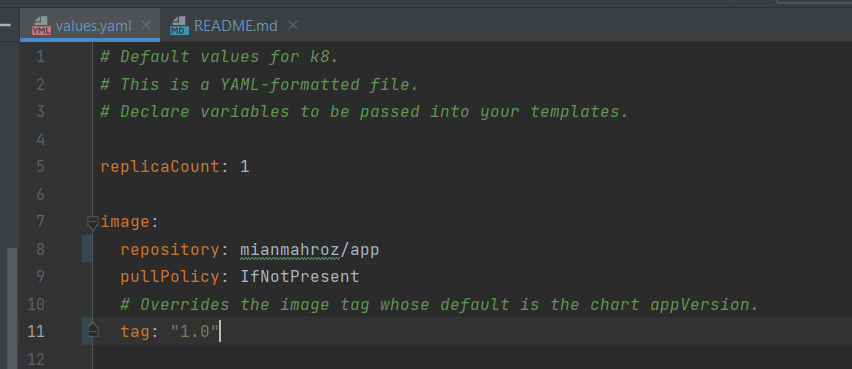 YML values.yaml MD README.md
1 # Default values for k8.
2 # This is a YAML-formatted file.
3 # Declare variables to be passed into your templates.
4
5 replicaCount: 1
6
7 image:
8 repository: mianmahroz/app
9 pullPolicy: IfNotPresent
10 # Overrides the image tag whose default is the chart appVersion.
11 tag: "1.0"
12